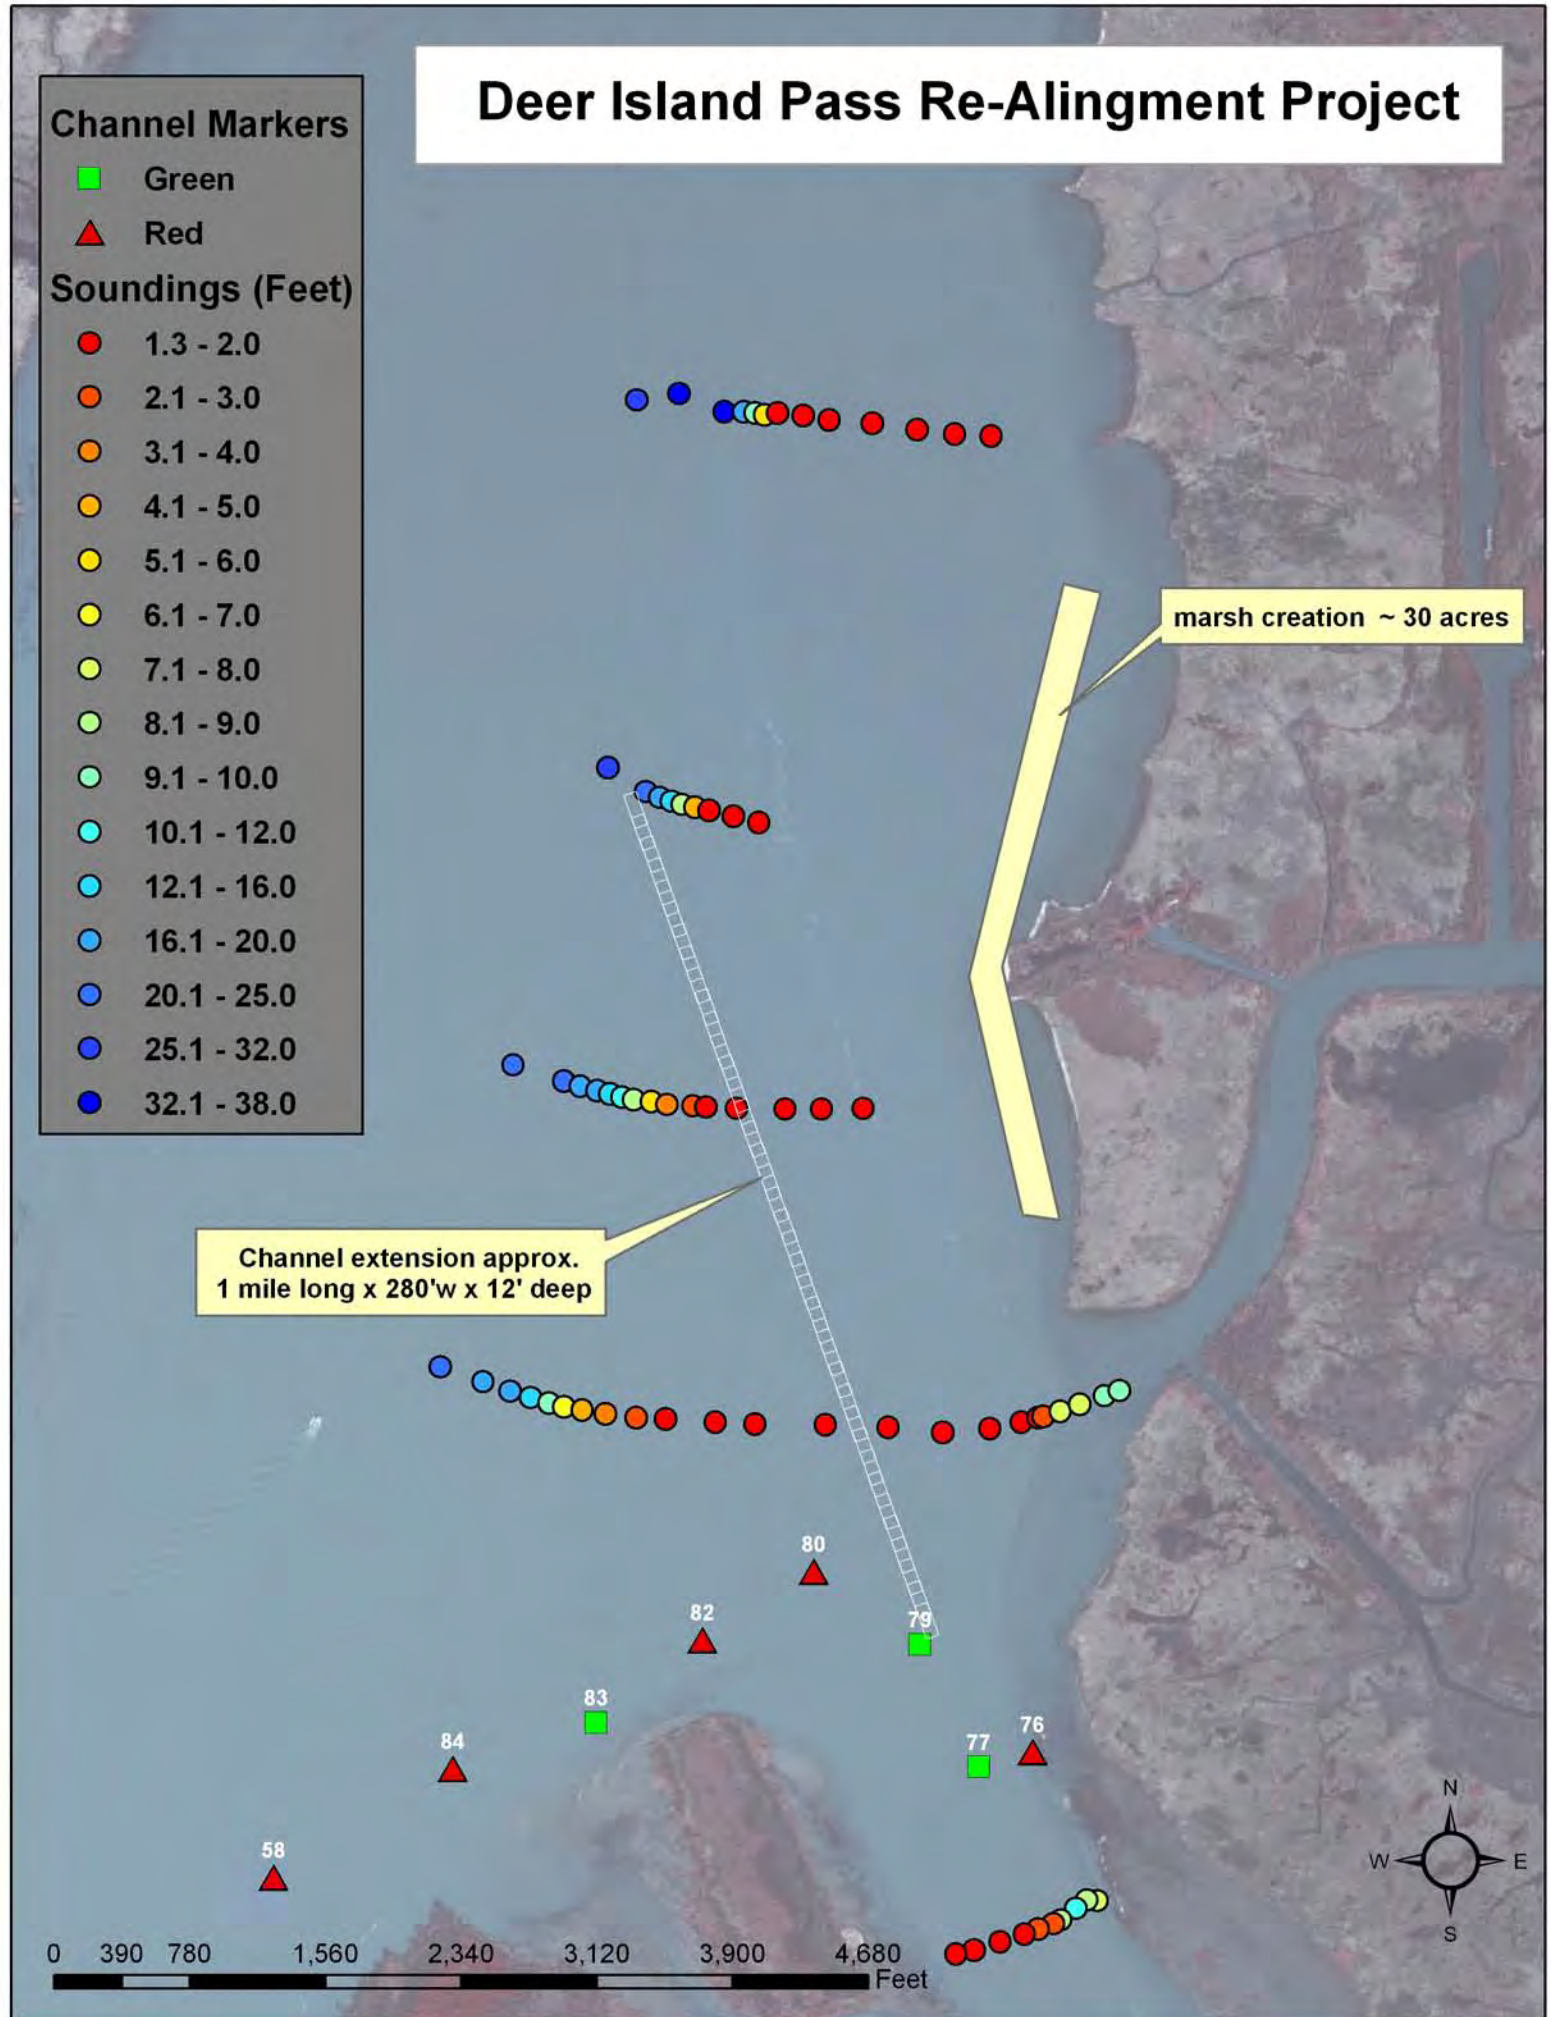 Deer Island Pass Re-Alingment Project
Channel Markers
Green
Red
Soundings (Feet)
1.3 - 2.0
2.1 - 3.0
3.1 - 4.0
4.1 - 5.0
5.1 - 6.0
6.1 - 7.0
7.1 - 8.0
8.1 - 9.0
9.1 - 10.0
10.1 - 12.0
12.1 - 16.0
16.1 - 20.0
20.1 - 25.0
25.1 - 32.0
32.1 - 38.0
marsh creation ~ 30 acres
Channel extension approx.
1 mile long x 280'w x 12' deep
80
82
79
83
84
77
76
58
N
W
E
S
0 390 780 1,560 2,340 3,120 3,900 4,680
Feet